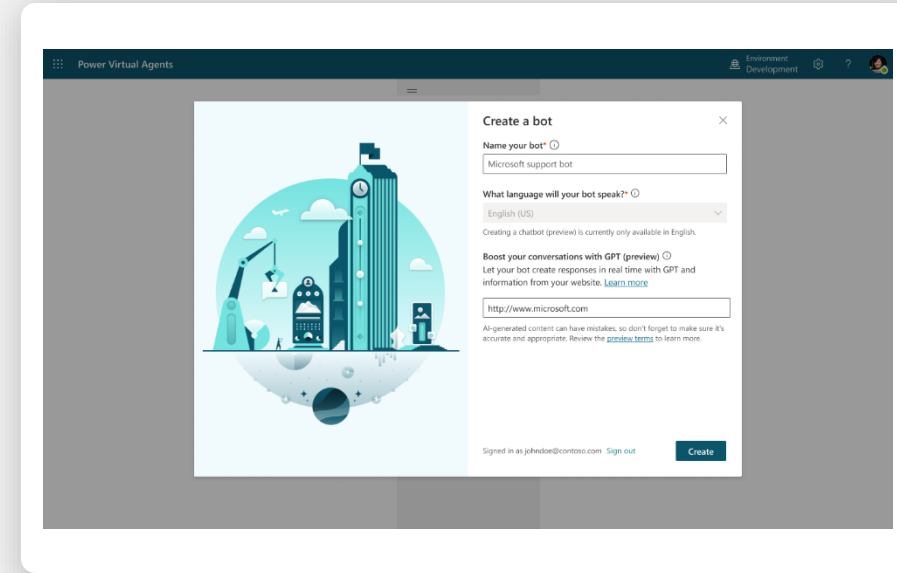 Power Virtual Agents
Environment
Development
?
Create a bot
Name your bot*
Microsoft support bot
What language will your bot speak?*
English (US)
Creating a chatbot (preview) is currently only available in English.
Boost your conversations with GPT (preview)
Let your bot create responses in real time with GPT and
information from your website. Learn more
http://www.microsoft.com
AI-generated content can have mistakes, so don't forget to make sure it's
accurate and appropriate. Review the preview terms to learn more.
Signed in as johndoe@contoso.com Sign out
Create